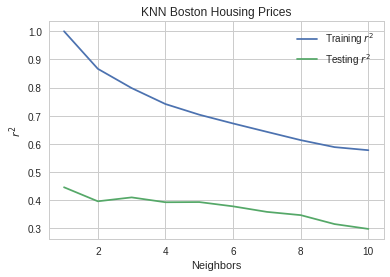 KNN Boston Housing Prices
Training r²
Testing r²
1.0
0.9
0.8
0.7
0.6
0.5
0.4
0.3
r²
2 4 6 8 10
Neighbors